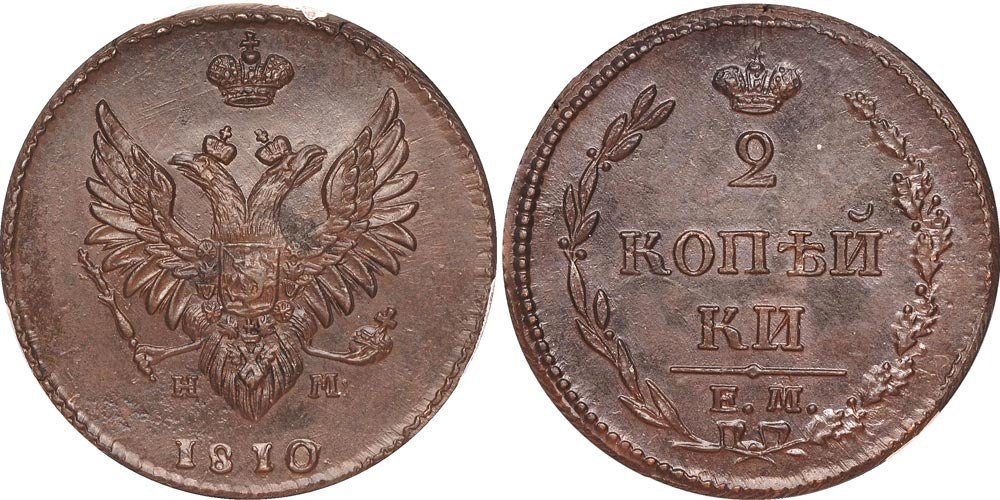 Н М.
1810
2
КОПѢЙ
КИ
Е. М.